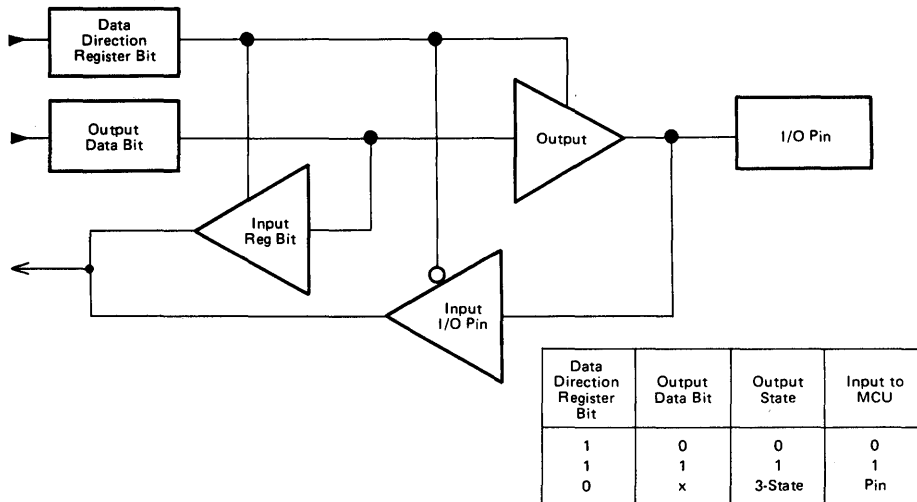 Data
Direction
Register Bit
Output
Data Bit
Output
I/O Pin
Input
Reg Bit
Input
I/O Pin
Data
Direction
Register
Bit
Output
Data Bit
Output
State
Input to
MCU
1 0 0 0
1 1 1 1
0 x 3-State Pin